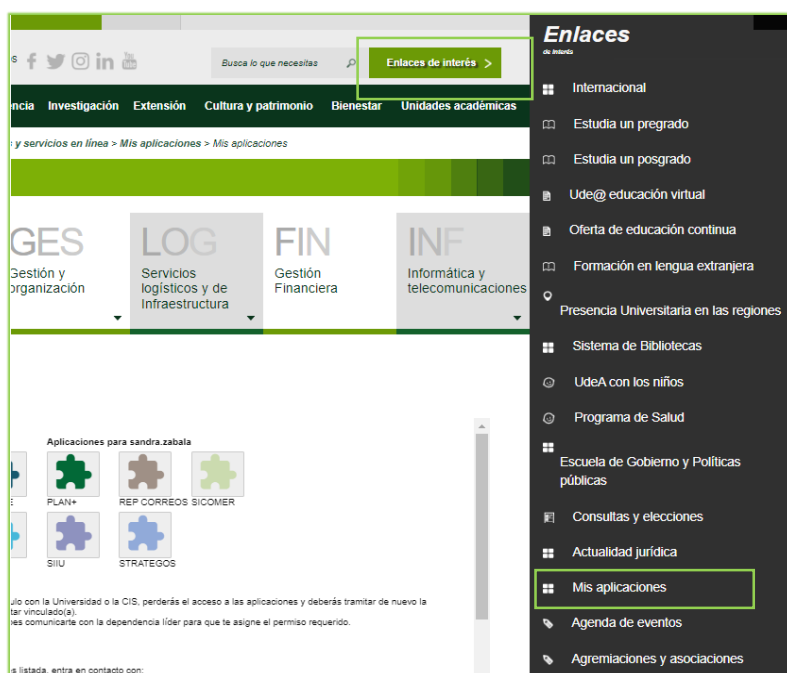 Busca lo que necesitas
Enlaces de interés >
Investigación Extensión Cultura y patrimonio Bienestar Unidades académicas
y servicios en línea > Mis aplicaciones > Mis aplicaciones
GES
Gestión y
organización
LOG
Servicios
logísticos y de
Infraestructura
FIN
Gestión
Financiera
INF
Informática y
telecomunicaciones
Aplicaciones para sandra.zabala
PLAN+
REP CORREOS
SICOMER
SIIU
STRATEGOS
con la Universidad o la CIS, perderás el acceso a las aplicaciones y deberás tramitar de nuevo la
vinculado(a).
comunicarte con la dependencia líder para que te asigne el permiso requerido.
listada, entra en contacto con:
Enlaces
de interés
Internacional
Estudia un pregrado
Estudia un posgrado
Ude@ educación virtual
Oferta de educación continua
Formación en lengua extranjera
Presencia Universitaria en las regiones
Sistema de Bibliotecas
UdeA con los niños
Programa de Salud
Escuela de Gobierno y Políticas
públicas
Consultas y elecciones
Actualidad jurídica
Mis aplicaciones
Agenda de eventos
Agremiaciones y asociaciones